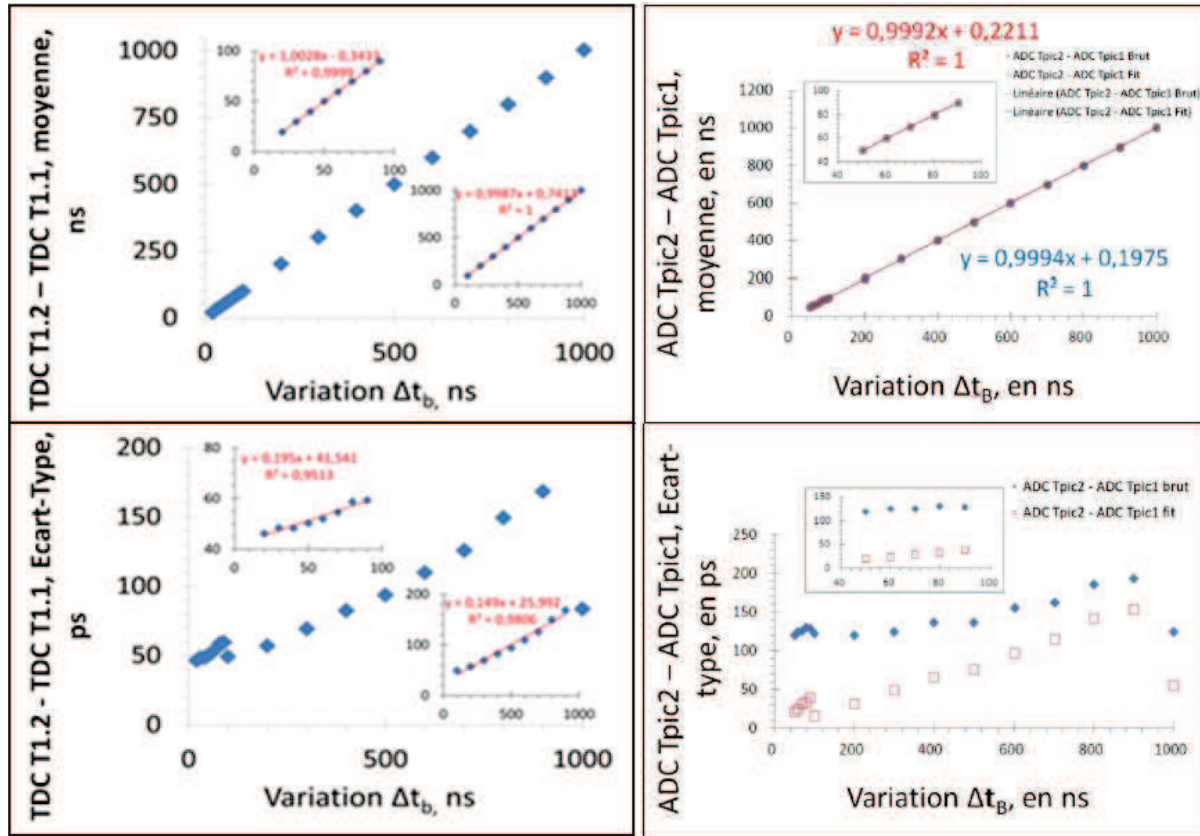 TDC T1.2 – TDC T1.1, moyenne,
ns
1000
750
500
250
0
0
500
1000
Variation Δt_b, ns
100
50
0
0
50
100
R² = 0,9999
1000
500
0
0
500
1000
R² = 1
ADC Tpic2 – ADC Tpic1,
moyenne, en ns
y = 0,9992x + 0,2211
R² = 1
ADC Tpic2 - ADC Tpic1 Brut
ADC Tpic2 - ADC Tpic1 Fit
Linéaire (ADC Tpic2 - ADC Tpic1 Brut)
Linéaire (ADC Tpic2 - ADC Tpic1 Fit)
1200
1000
800
600
400
200
0
0
200
400
600
800
1000
100
80
60
40
40
60
80
100
y = 0,9994x + 0,1975
R² = 1
Variation Δt_B, en ns
TDC T1.2 - TDC T1.1, Ecart-Type,
ps
200
150
100
50
0
0
500
1000
Variation Δt_b, ns
80
60
40
0
50
100
y = 0,195x + 41,541
R² = 0,9513
200
100
0
0
500
1000
y = 0,149x + 25,992
R² = 0,9806
ADC Tpic2 – ADC Tpic1, Ecart-
type, en ps
ADC Tpic2 - ADC Tpic1 brut
ADC Tpic2 - ADC Tpic1 fit
250
200
150
100
50
0
0
200
400
600
800
1000
150
100
50
0
40
60
80
100
Variation Δt_B, en ns